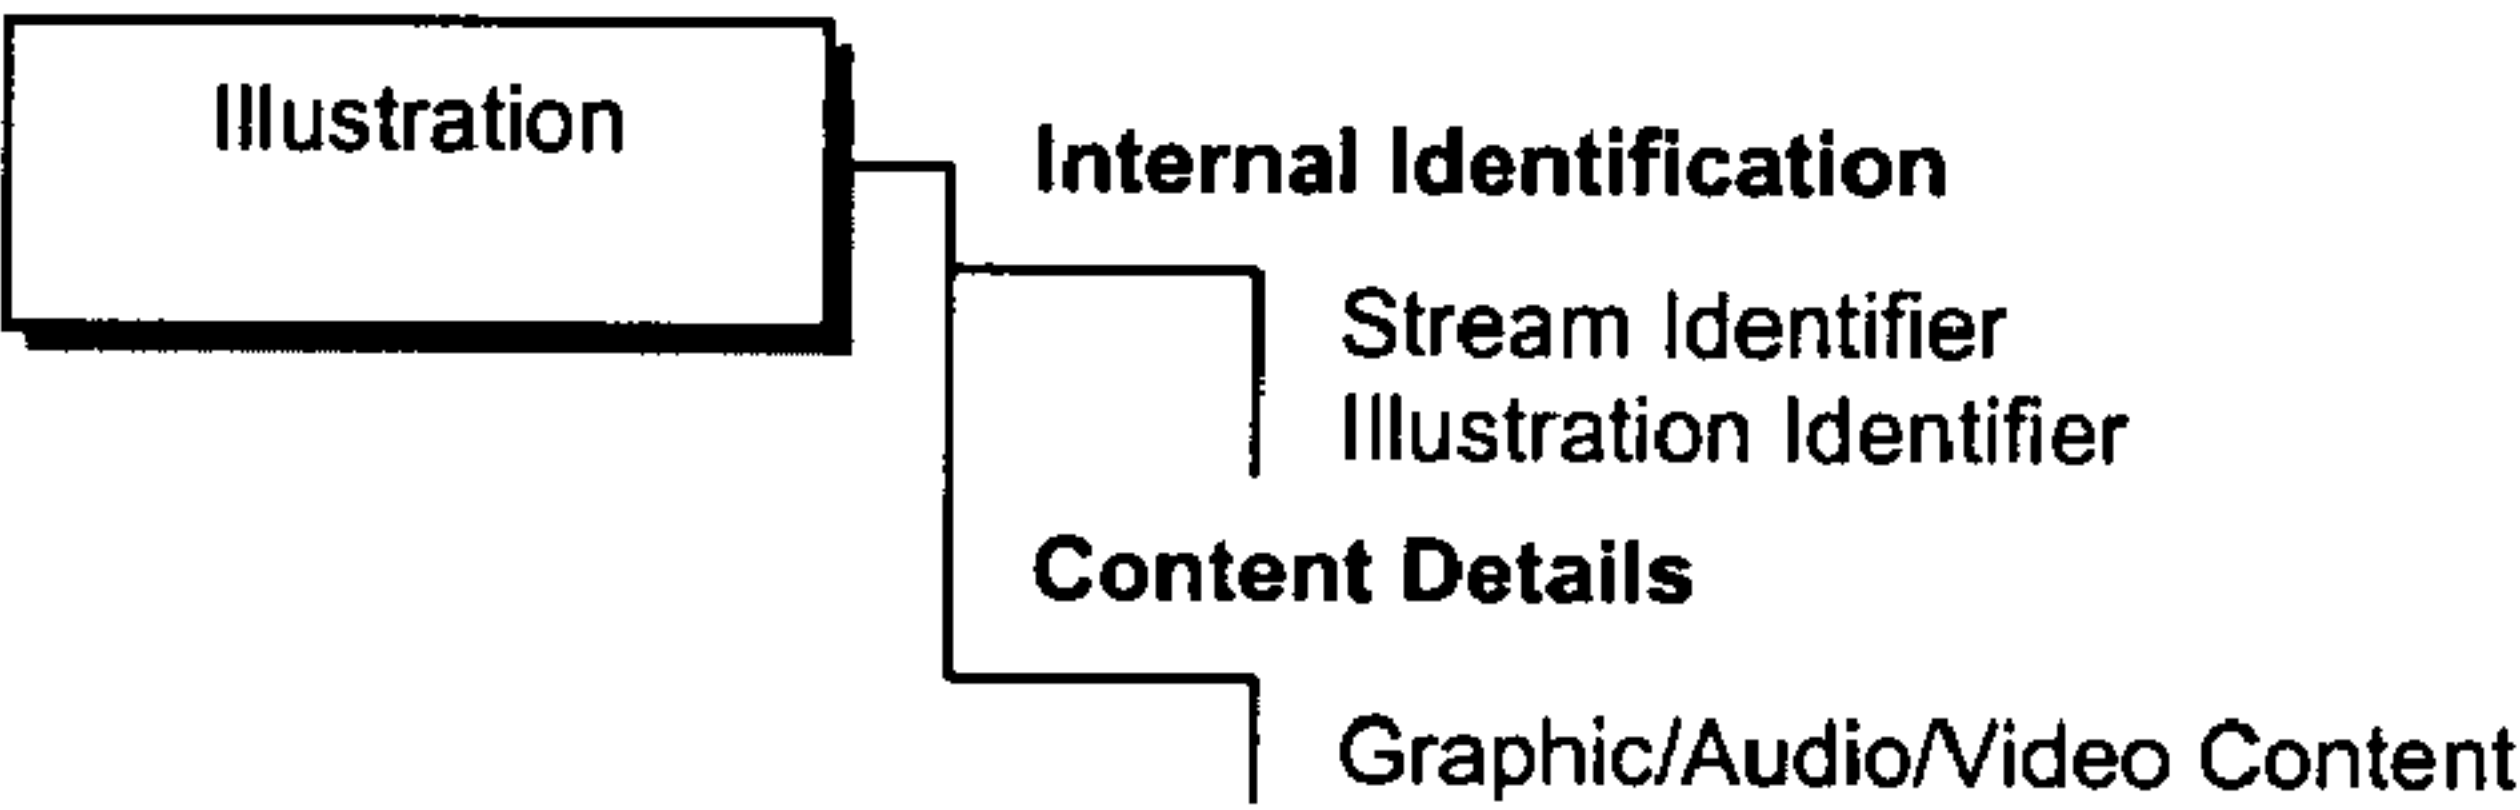 Illustration
Internal Identification
Stream Identifier
Illustration Identifier
Content Details
Graphic/Audio/Video Content